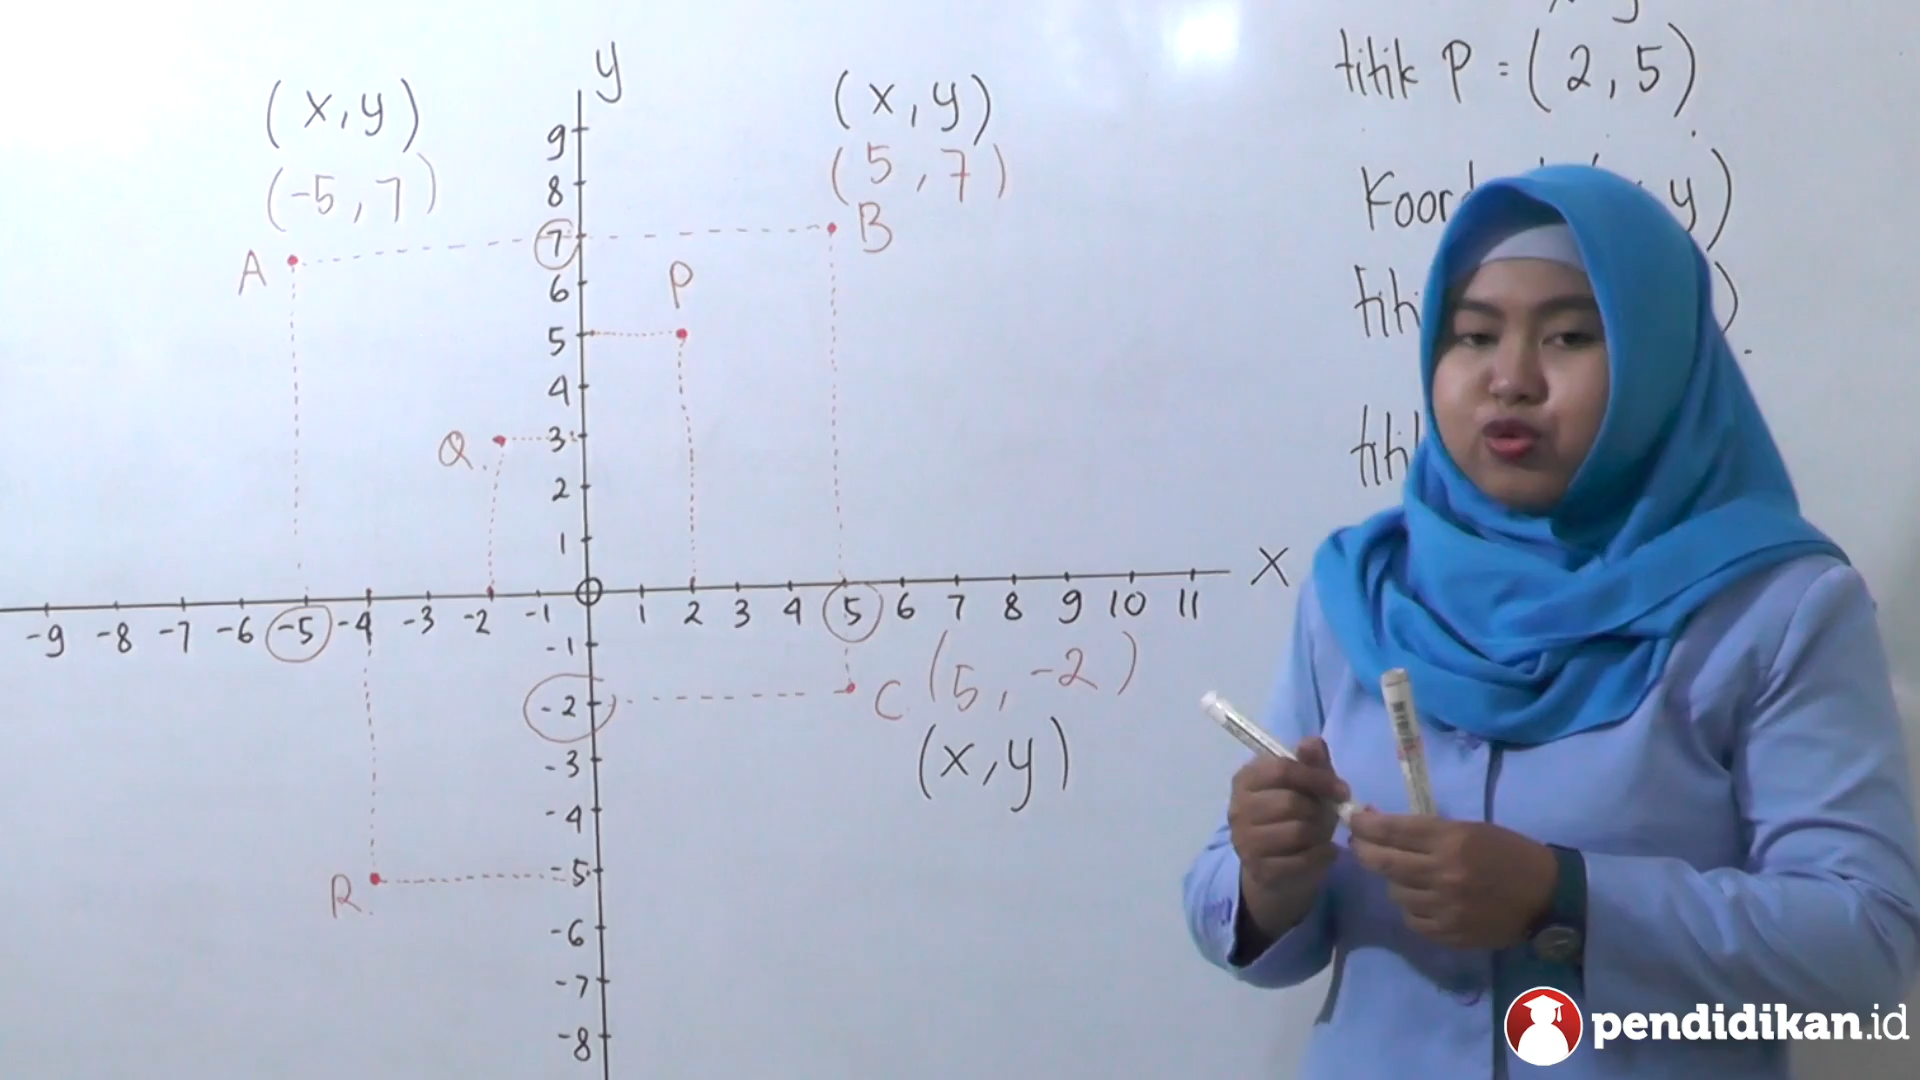 y
(x,y)
(-5,7)
A
(x,y)
(5,7)
B
P
Q
R
C (5,-2)
(x,y)
9
8
7
6
5
4
3
2
1
-9 -8 -7 -6 -5 -4 -3 -2 -1 0 1 2 3 4 5 6 7 8 9 10 11 X
-1
-2
-3
-4
-5
-6
-7
-8
titik P = (2,5)
y)
)
pendidikan.id